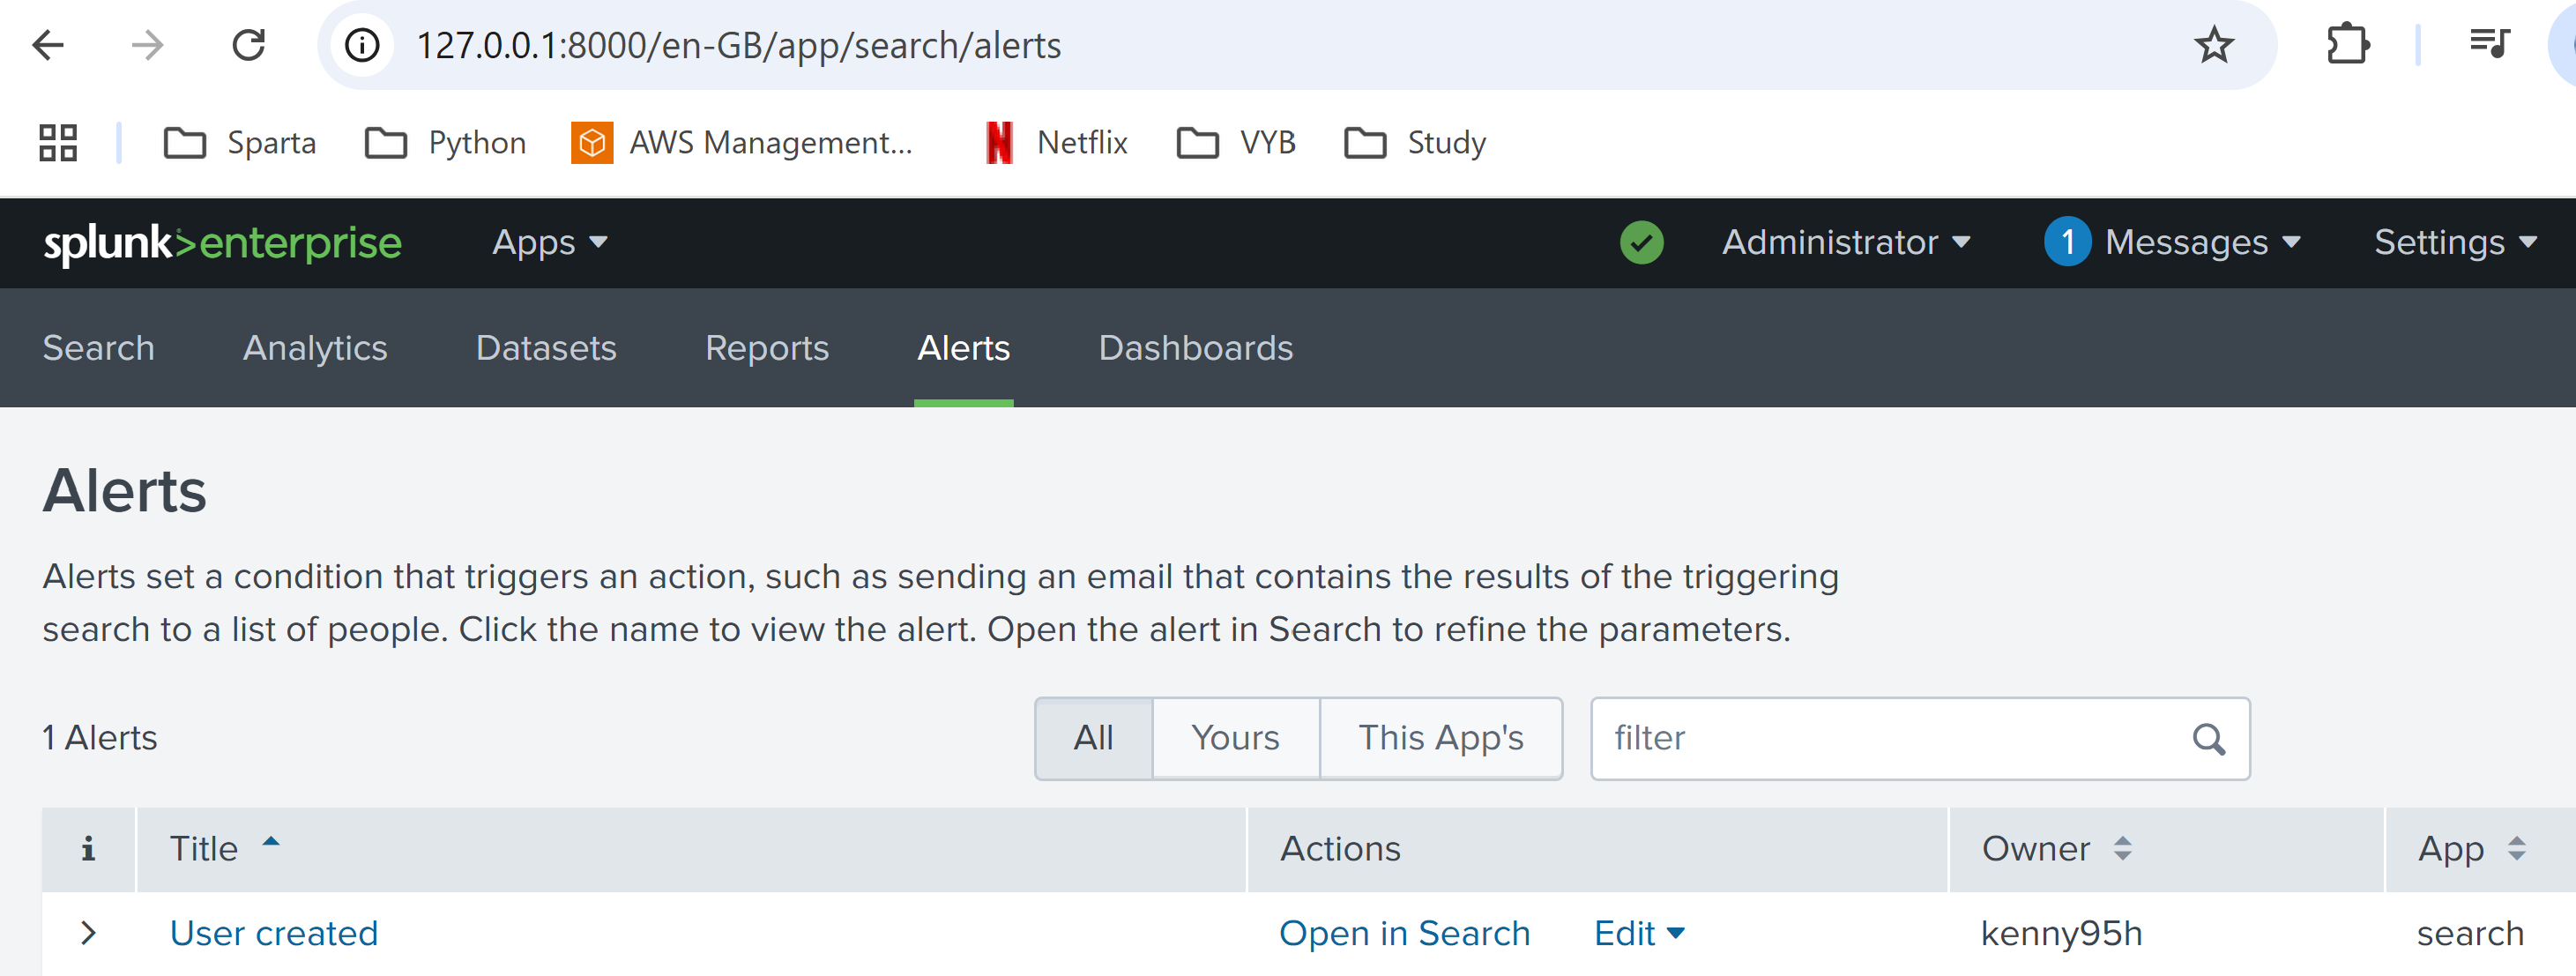 127.0.0.1:8000/en-GB/app/search/alerts
Sparta Python AWS Management... Netflix VYB Study
splunk>enterprise Apps Administrator 1 Messages Settings
Search Analytics Datasets Reports Alerts Dashboards
Alerts
Alerts set a condition that triggers an action, such as sending an email that contains the results of the triggering
search to a list of people. Click the name to view the alert. Open the alert in Search to refine the parameters.
1 Alerts All Yours This App's filter
i Title Actions Owner App
User created Open in Search Edit kenny95h search